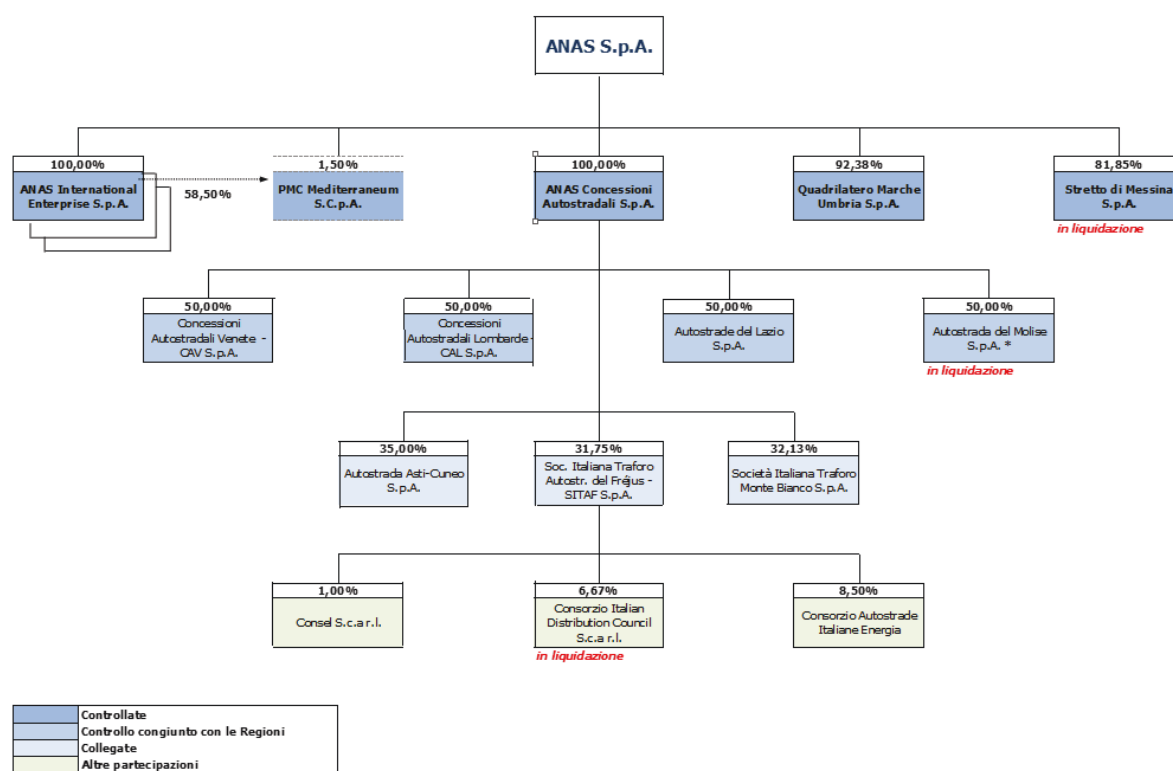 ANAS S.p.A.
100,00%
ANAS International
Enterprise S.p.A.
58,50%
1,50%
PMC Mediterraneum
S.C.p.A.
100,00%
ANAS Concessioni
Autostradali S.p.A.
92,38%
Quadrilatero Marche
Umbria S.p.A.
81,85%
Stretto di Messina
S.p.A.
in liquidazione
50,00%
Concessioni
Autostradali Venete -
CAV S.p.A.
50,00%
Concessioni
Autostradali Lombarde -
CAL S.p.A.
50,00%
Autostrade del Lazio
S.p.A.
50,00%
Autostrada del Molise
S.p.A. *
in liquidazione
35,00%
Autostrada Asti-Cuneo
S.p.A.
31,75%
Soc. Italiana Traforo
Autostr. del Fréjus -
SITAF S.p.A.
32,13%
Società Italiana Traforo
Monte Bianco S.p.A.
1,00%
Consel S.c.a r.l.
6,67%
Consorzio Italian
Distribution Council
S.c.a r.l.
in liquidazione
8,50%
Consorzio Autostrade
Italiane Energia
Controllate
Controllo congiunto con le Regioni
Collegate
Altre partecipazioni